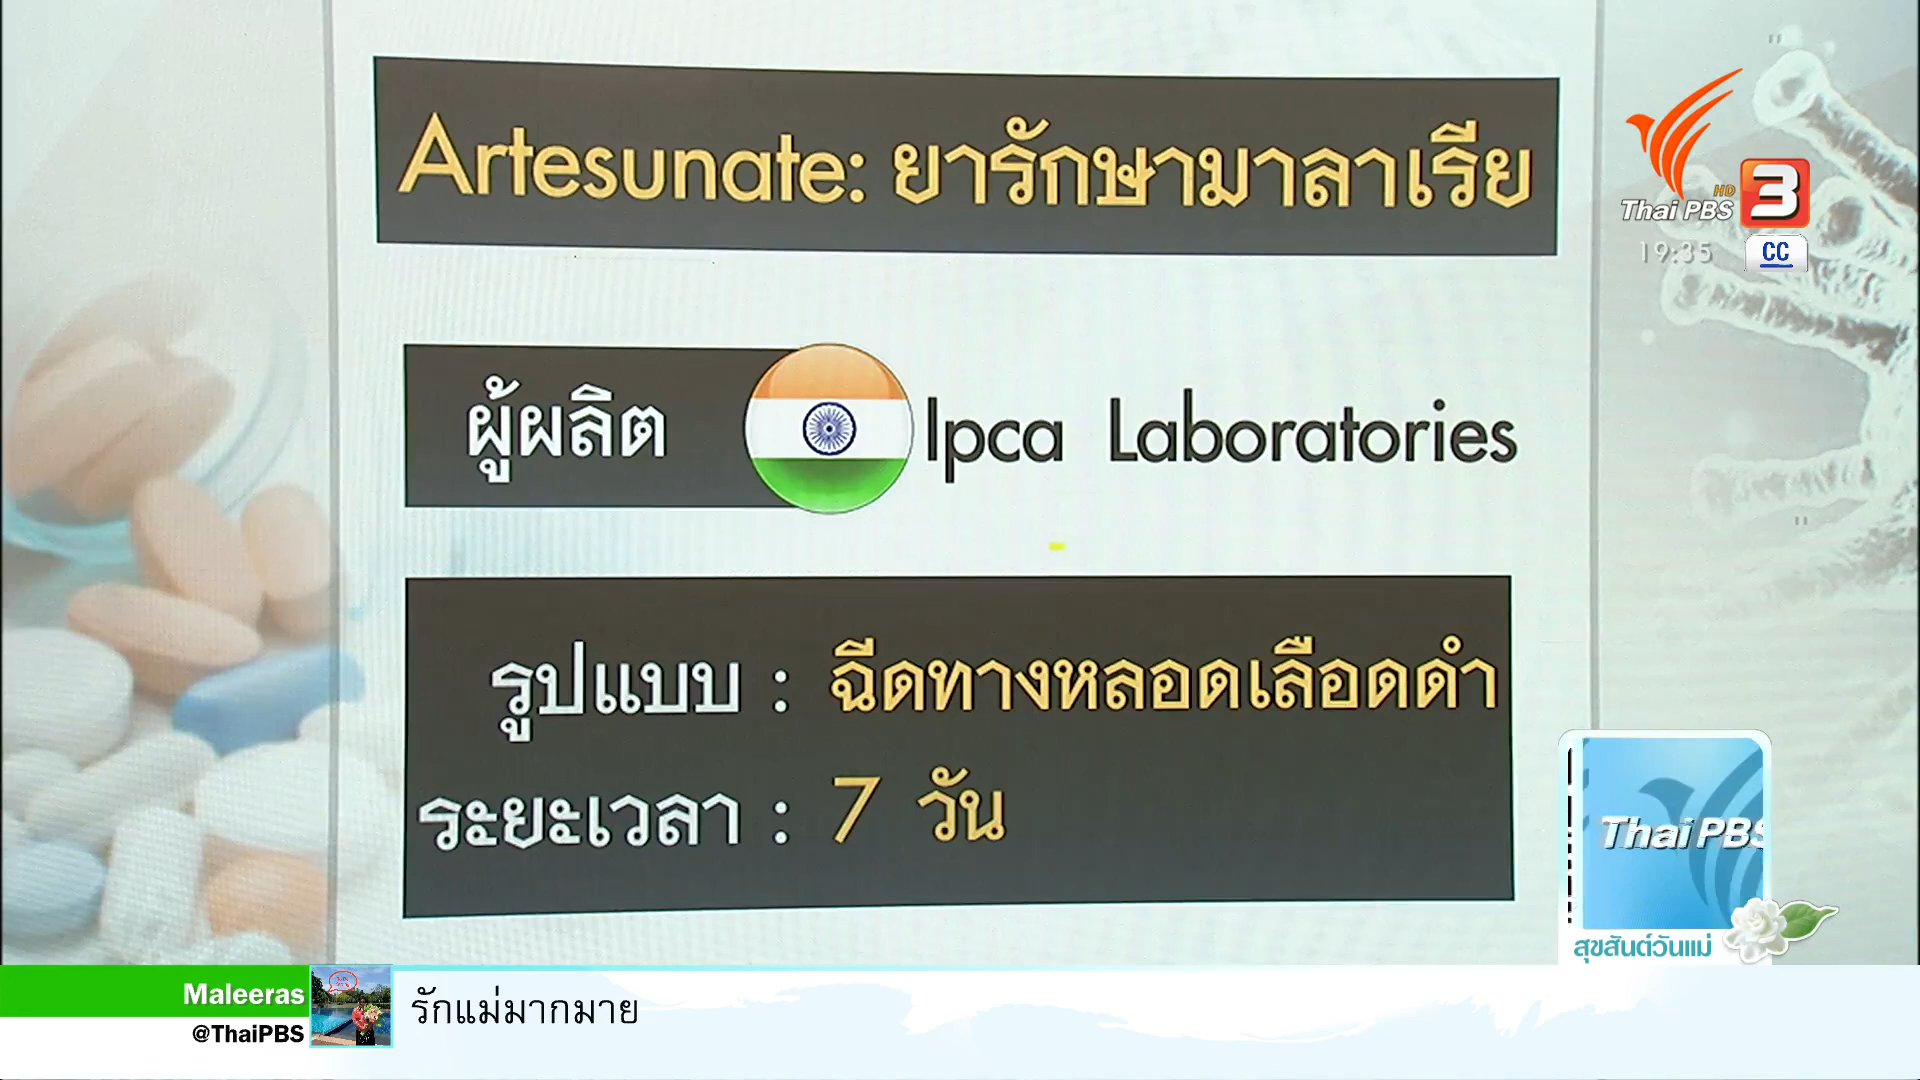 Artesunate: ยารักษามาลาเรีย
Thai PBS HD 3
19:35
CC
ผู้ผลิต Ipca Laboratories
รูปแบบ : ฉีดทางหลอดเลือดดำ
ระยะเวลา : 7 วัน
Thai PBS
สุขสันต์วันแม่
Maleeras
@ThaiPBS
รักแม่มากมาย